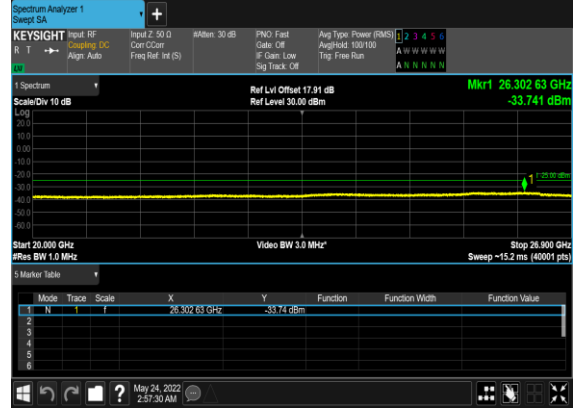 Spectrum Analyzer 1
Swept SA
+
KEYSIGHT
R T
LU
Input: RF
Coupling: DC
Align: Auto
Input Z: 50 Ω
Corr CCorr
Freq Ref: Int (S)
#Atten: 30 dB
PNO: Fast
Gate: Off
IF Gain: Low
Sig Track: Off
Avg Type: Power (RMS)
Avg|Hold: 100/100
Trig: Free Run
1 2 3 4 5 6
A W W W W W
A N N N N N
1 Spectrum
Scale/Div 10 dB
Ref Lvl Offset 17.91 dB
Ref Level 30.00 dBm
Mkr1 26.302 63 GHz
-33.741 dBm
Log
20.0
10.0
0.00
-10.0
-20.0
-30.0
-40.0
-50.0
-60.0
1
-25.00 dBm
Start 20.000 GHz
#Res BW 1.0 MHz
Video BW 3.0 MHz*
Stop 26.900 GHz
Sweep ~15.2 ms (40001 pts)
5 Marker Table
Mode Trace Scale X Y Function Function Width Function Value
1 N 1 f 26.302 63 GHz -33.74 dBm
2
3
4
5
6
?
May 24, 2022
2:57:30 AM